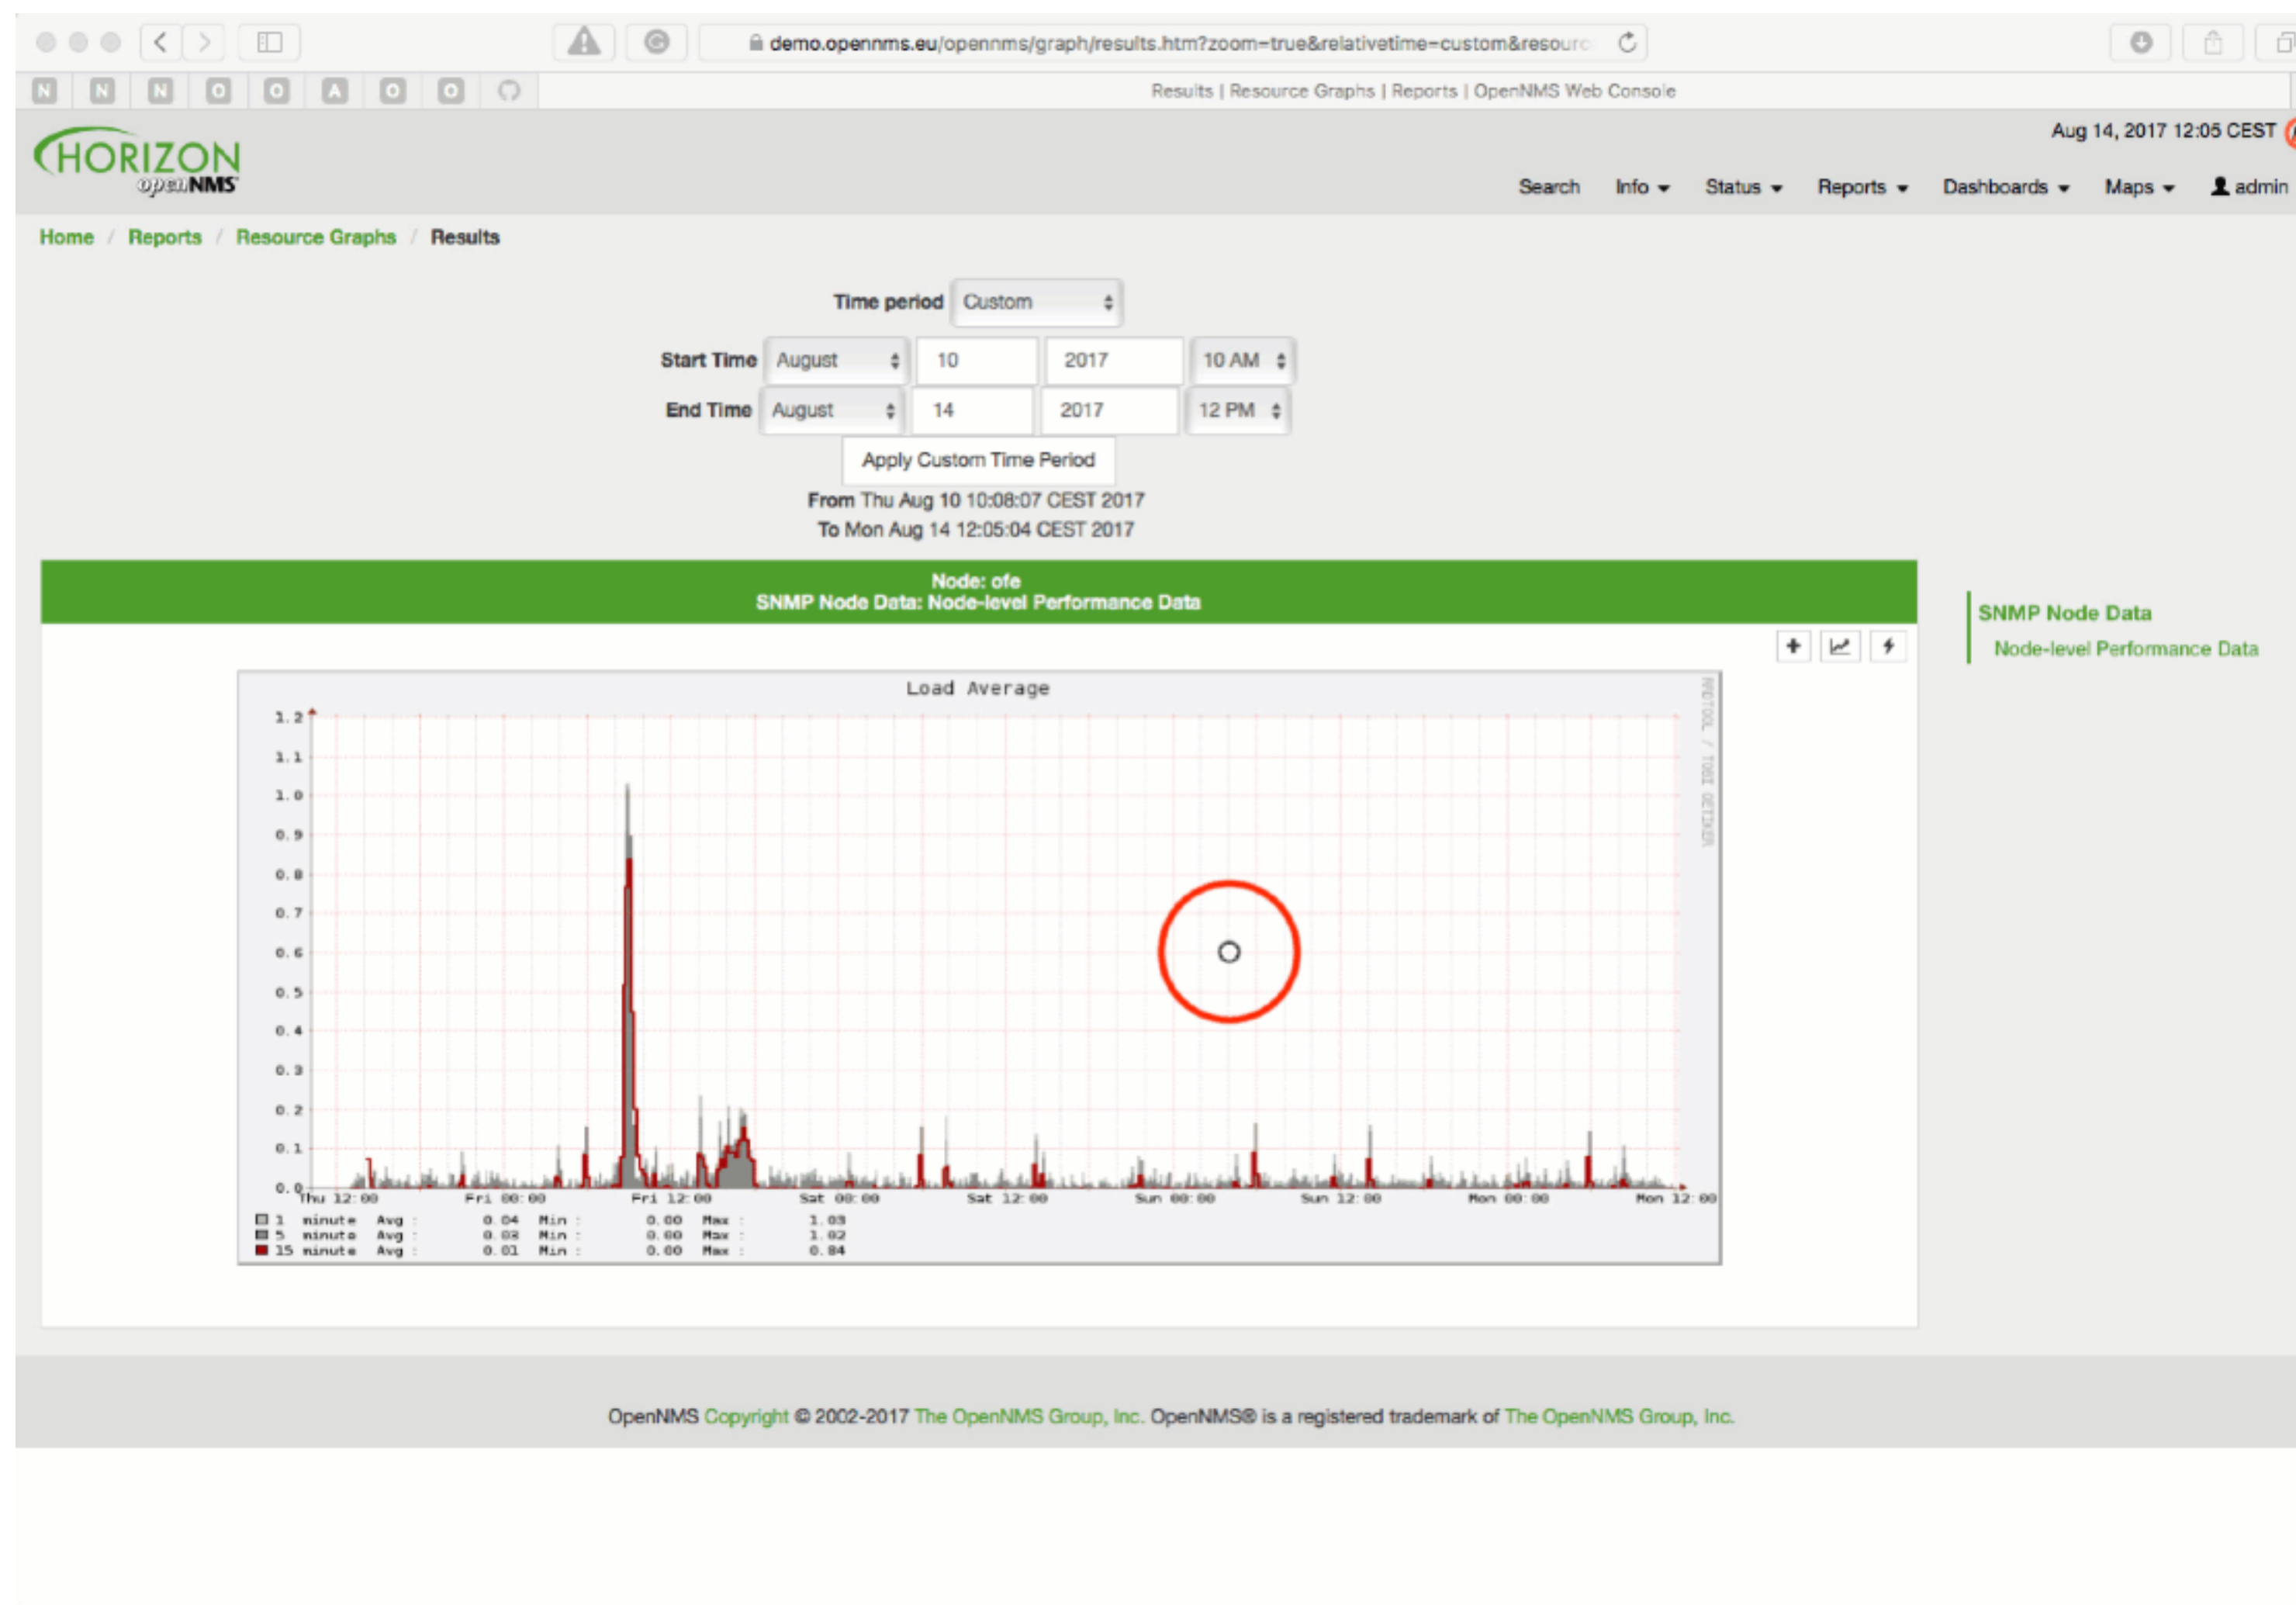 demo.opennms.eu/opennms/graph/results.htm?zoom=true&relativetime=custom&resourc
N N N O O A O O
Results | Resource Graphs | Reports | OpenNMS Web Console
Aug 14, 2017 12:05 CEST
HORIZON
openNMS
Search Info Status Reports Dashboards Maps admin
Home / Reports / Resource Graphs / Results
Time period Custom
Start Time August 10 2017 10 AM
End Time August 14 2017 12 PM
Apply Custom Time Period
From Thu Aug 10 10:08:07 CEST 2017
To Mon Aug 14 12:05:04 CEST 2017
Node: ofe
SNMP Node Data: Node-level Performance Data
SNMP Node Data
Node-level Performance Data
Load Average
RRDTOOL / TOBI OETIKER
1.2
1.1
1.0
0.9
0.8
0.7
0.6
0.5
0.4
0.3
0.2
0.1
0.0
Thu 12:00 Fri 00:00 Fri 12:00 Sat 00:00 Sat 12:00 Sun 00:00 Sun 12:00 Mon 00:00 Mon 12:00
1 minute Avg : 0.04 Min : 0.00 Max : 1.03
5 minute Avg : 0.03 Min : 0.00 Max : 1.02
15 minute Avg : 0.01 Min : 0.00 Max : 0.84
OpenNMS Copyright © 2002-2017 The OpenNMS Group, Inc. OpenNMS® is a registered trademark of The OpenNMS Group, Inc.